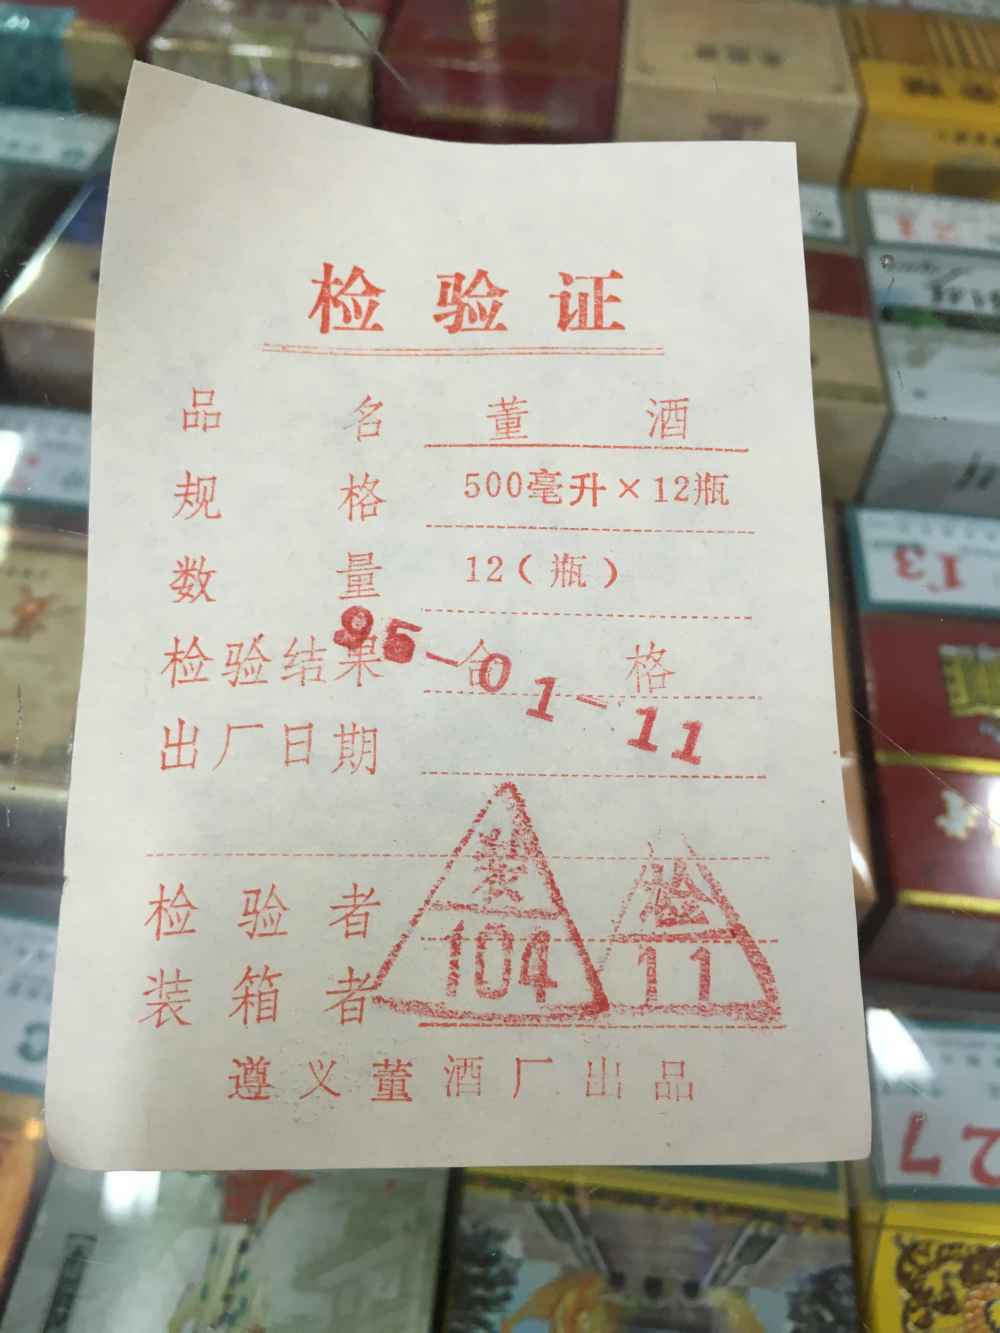 检验证
品名 董酒
规格 500毫升×12瓶
数量 12（瓶）
检验结果 合格
出厂日期 95-01-11
检验者
装箱者
装 104
检 11
遵义董酒厂出品
13
27